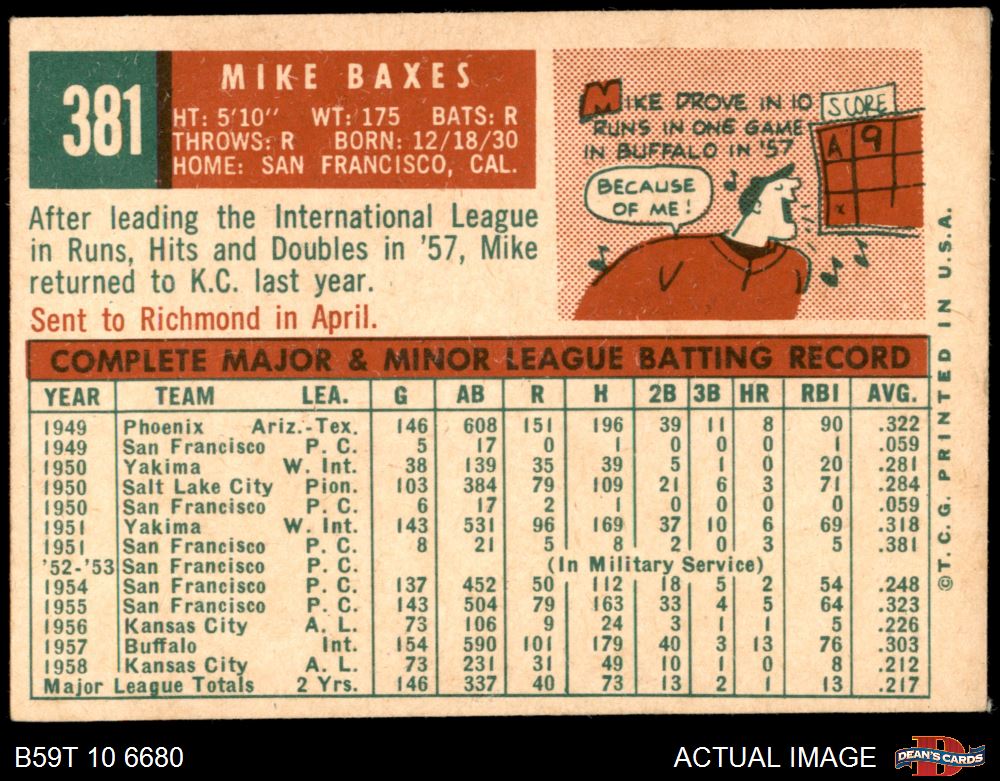 381
MIKE BAXES
HT: 5'10" WT: 175 BATS: R
THROWS: R BORN: 12/18/30
HOME: SAN FRANCISCO, CAL.
After leading the International League
in Runs, Hits and Doubles in '57, Mike
returned to K.C. last year.
Sent to Richmond in April.
MIKE DROVE IN 10
RUNS IN ONE GAME
IN BUFFALO IN '57
SCORE
A 9
x
BECAUSE
OF ME!
COMPLETE MAJOR & MINOR LEAGUE BATTING RECORD
YEAR TEAM LEA. G AB R H 2B 3B HR RBI AVG.
1949 Phoenix Ariz.-Tex. 146 608 151 196 39 11 8 90 .322
1949 San Francisco P. C. 5 17 0 1 0 0 0 1 .059
1950 Yakima W. Int. 38 139 35 39 5 1 0 20 .281
1950 Salt Lake City Pion. 103 384 79 109 21 6 3 71 .284
1950 San Francisco P. C. 6 17 2 1 0 0 0 0 .059
1951 Yakima W. Int. 143 531 96 169 37 10 6 69 .318
1951 San Francisco P. C. 8 21 5 8 2 0 3 5 .381
'52-'53 San Francisco P. C. (In Military Service)
1954 San Francisco P. C. 137 452 50 112 18 5 2 54 .248
1955 San Francisco P. C. 143 504 79 163 33 4 5 64 .323
1956 Kansas City A. L. 73 106 9 24 3 1 1 5 .226
1957 Buffalo Int. 154 590 101 179 40 3 13 76 .303
1958 Kansas City A. L. 73 231 31 49 10 1 0 8 .212
Major League Totals 2 Yrs. 146 337 40 73 13 2 1 13 .217
©T. C. G. PRINTED IN U.S.A.
B59T 10 6680
ACTUAL IMAGE
DEAN'S CARDS